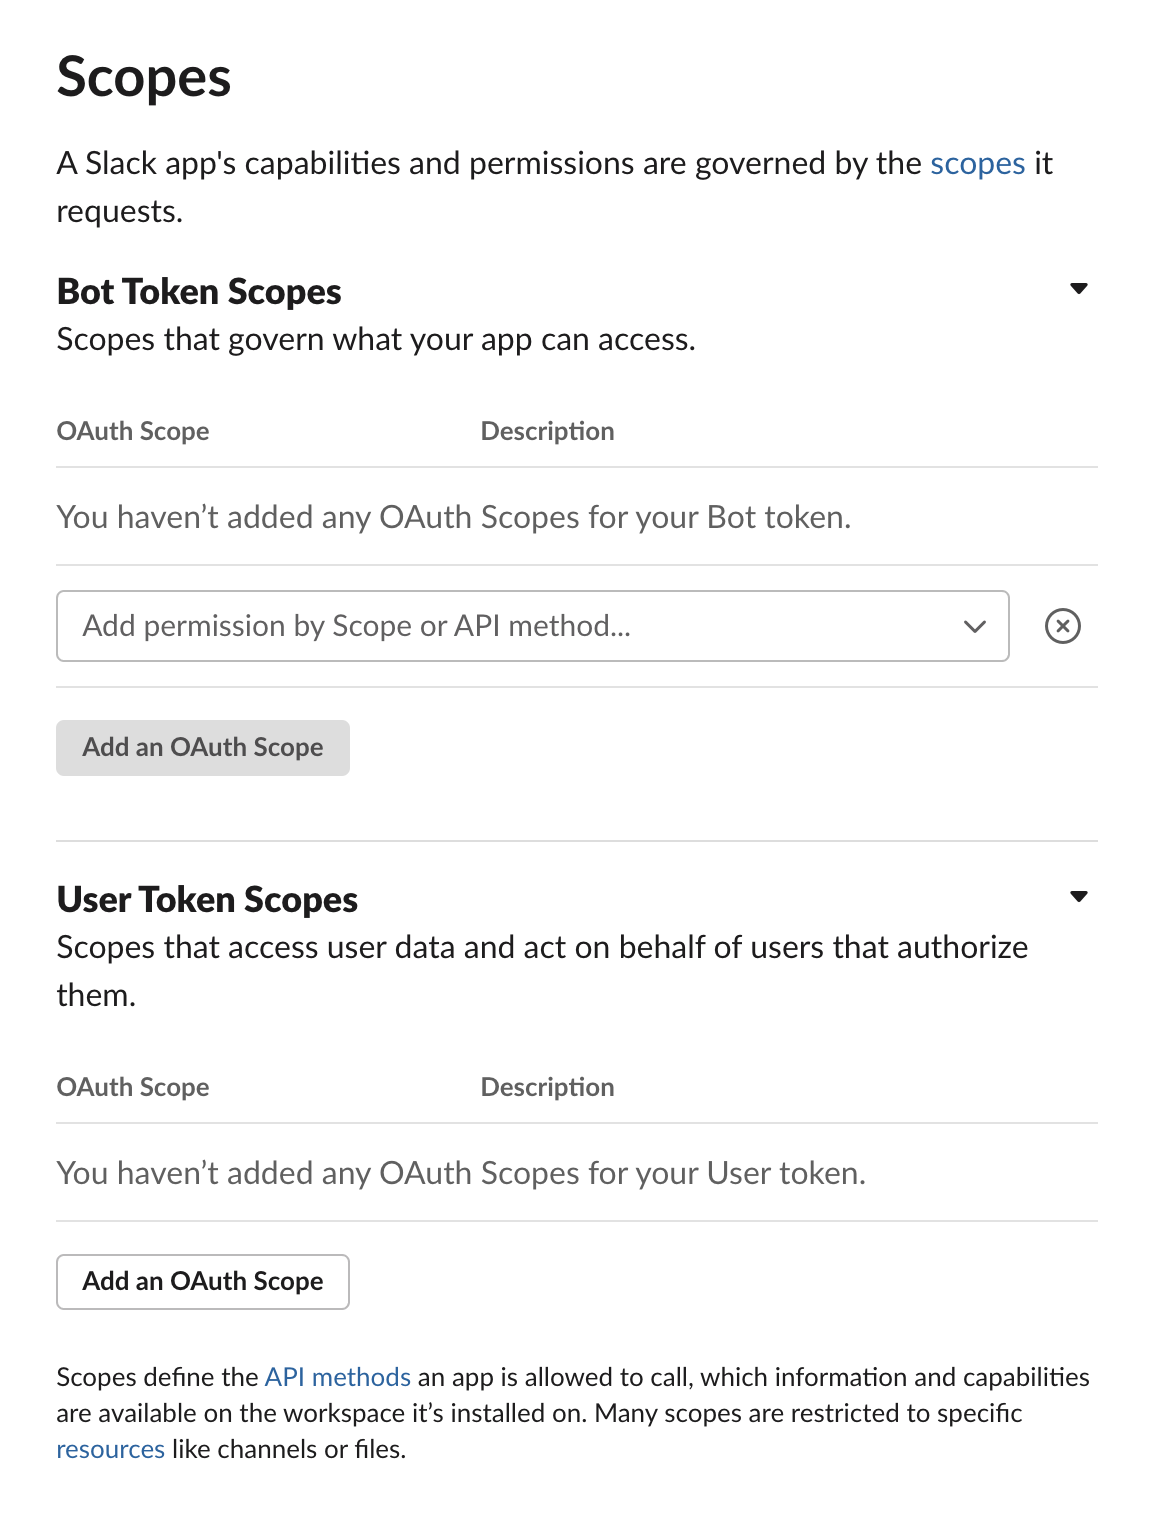 Scopes
A Slack app's capabilities and permissions are governed by the scopes it
requests.
Bot Token Scopes
Scopes that govern what your app can access.
OAuth Scope Description
You haven’t added any OAuth Scopes for your Bot token.
Add permission by Scope or API method...
Add an OAuth Scope
User Token Scopes
Scopes that access user data and act on behalf of users that authorize
them.
OAuth Scope Description
You haven’t added any OAuth Scopes for your User token.
Add an OAuth Scope
Scopes define the API methods an app is allowed to call, which information and capabilities
are available on the workspace it’s installed on. Many scopes are restricted to specific
resources like channels or files.